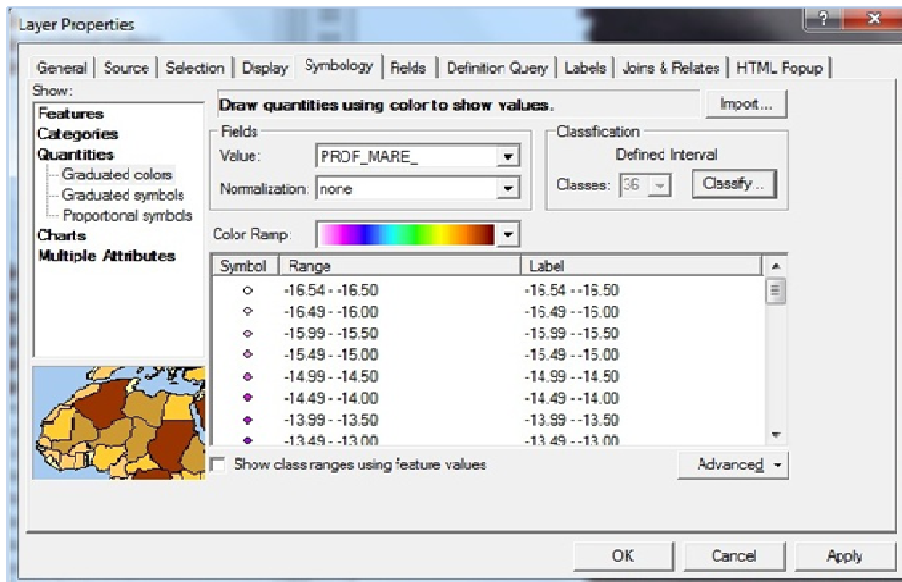 Layer Properties
General Source Selection Display Symbology Fields Definition Query Labels Joins & Relates HTML Popup
Show:
Features
Categories
Quantities
Graduated colors
Graduated symbols
Proportional symbols
Charts
Multiple Attributes
Draw quantities using color to show values.
Import...
Fields
Value: PROF_MARE_
Normalization: none
Classification
Defined Interval
Classes: 36 Classify...
Color Ramp:
Symbol Range Label
-16.54 - -16.50 -16.54 - -16.50
-16.49 - -16.00 -16.49 - -16.00
-15.99 - -15.50 -15.99 - -15.50
-15.49 - -15.00 -15.49 - -15.00
-14.99 - -14.50 -14.99 - -14.50
-14.49 - -14.00 -14.49 - -14.00
-13.99 - -13.50 -13.99 - -13.50
-13.49 - -13.00 -13.49 - -13.00
Show class ranges using feature values
Advanced
OK Cancel Apply